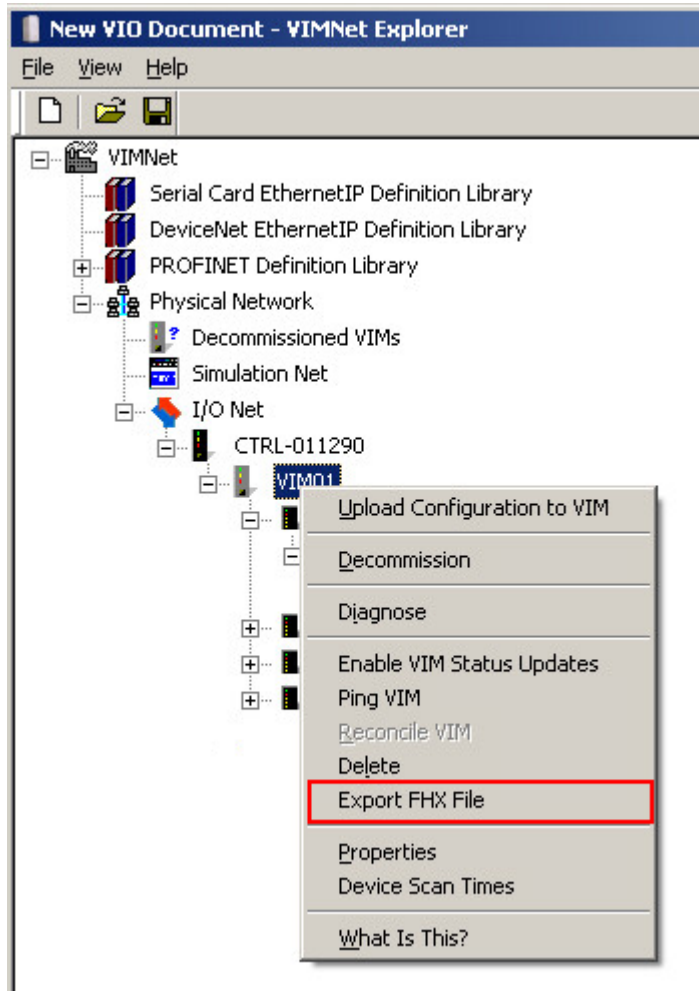 New VIO Document - VIMNet Explorer
File View Help
VIMNet
Serial Card EthernetIP Definition Library
DeviceNet EthernetIP Definition Library
PROFINET Definition Library
Physical Network
Decommissioned VIMs
Simulation Net
I/O Net
CTRL-011290
VIM01
Upload Configuration to VIM
Decommission
Diagnose
Enable VIM Status Updates
Ping VIM
Reconcile VIM
Delete
Export FHX File
Properties
Device Scan Times
What Is This?